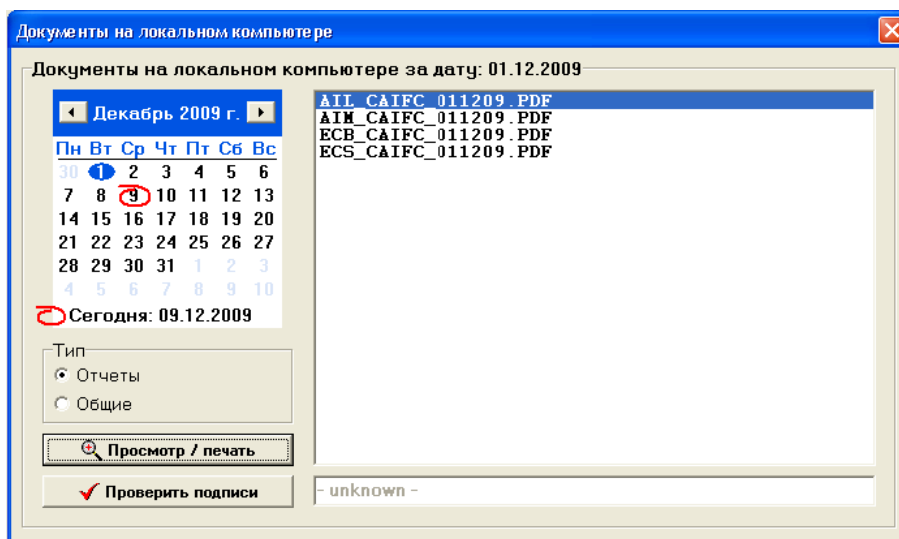 Документы на локальном компьютере
Документы на локальном компьютере за дату: 01.12.2009
Декабрь 2009 г.
Пн Вт Ср Чт Пт Сб Вс
30 1 2 3 4 5 6
7 8 9 10 11 12 13
14 15 16 17 18 19 20
21 22 23 24 25 26 27
28 29 30 31 1 2 3
4 5 6 7 8 9 10
Сегодня: 09.12.2009
AIL_CAIFC_011209.PDF
AIM_CAIFC_011209.PDF
ECB_CAIFC_011209.PDF
ECS_CAIFC_011209.PDF
Тип
Отчеты
Общие
Просмотр / печать
Проверить подписи
- unknown -